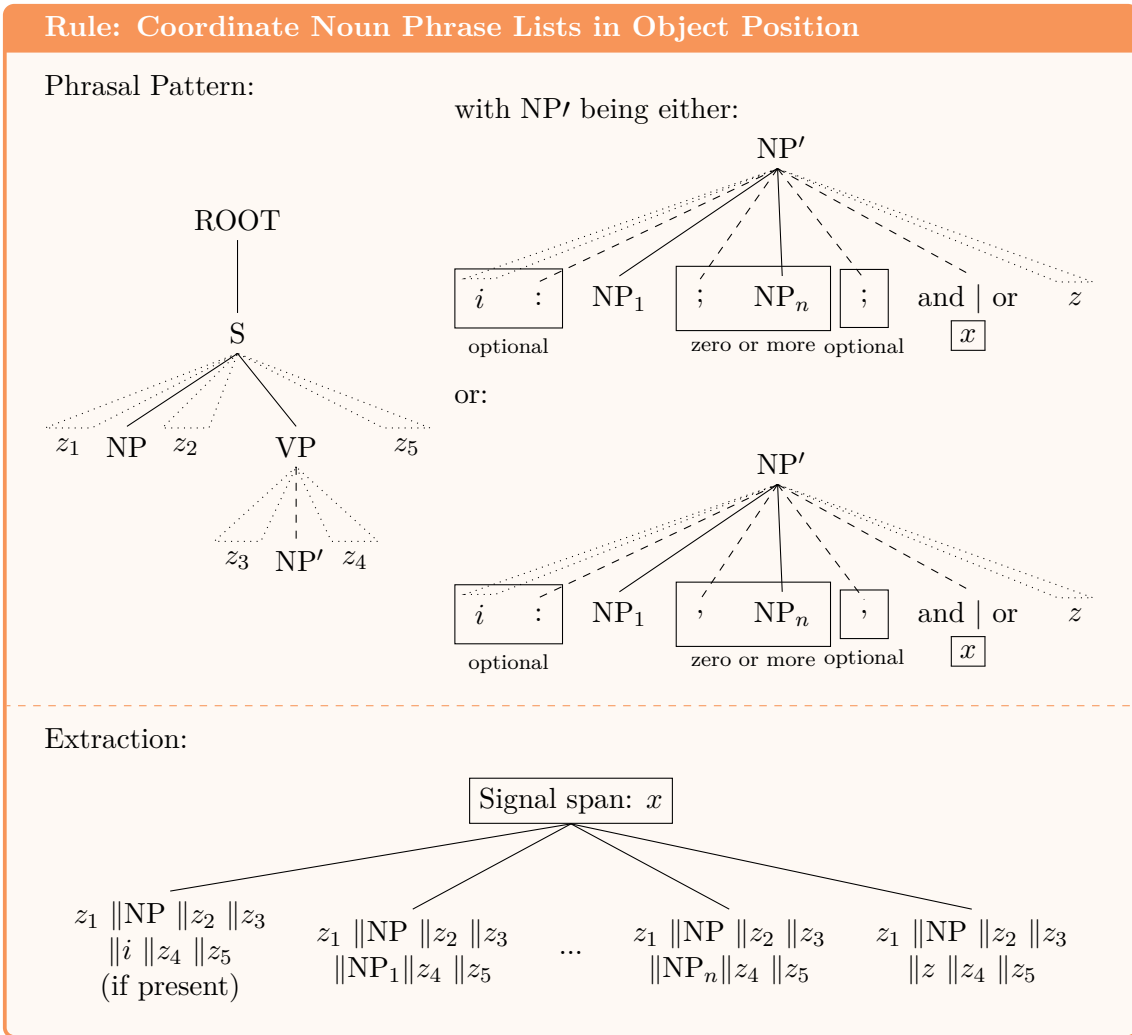 Rule: Coordinate Noun Phrase Lists in Object Position
Phrasal Pattern:
with NP′ being either:
ROOT
S
z1 NP z2 VP z5
z3 NP′ z4
NP′
i : NP1 ; NPn ; and | or z
x
optional zero or more optional
or:
NP′
i : NP1 , NPn , and | or z
x
optional zero or more optional
Extraction:
Signal span: x
z1 ||NP ||z2 ||z3
||i ||z4 ||z5
(if present)
z1 ||NP ||z2 ||z3
||NP1||z4 ||z5
...
z1 ||NP ||z2 ||z3
||NPn||z4 ||z5
z1 ||NP ||z2 ||z3
||z ||z4 ||z5